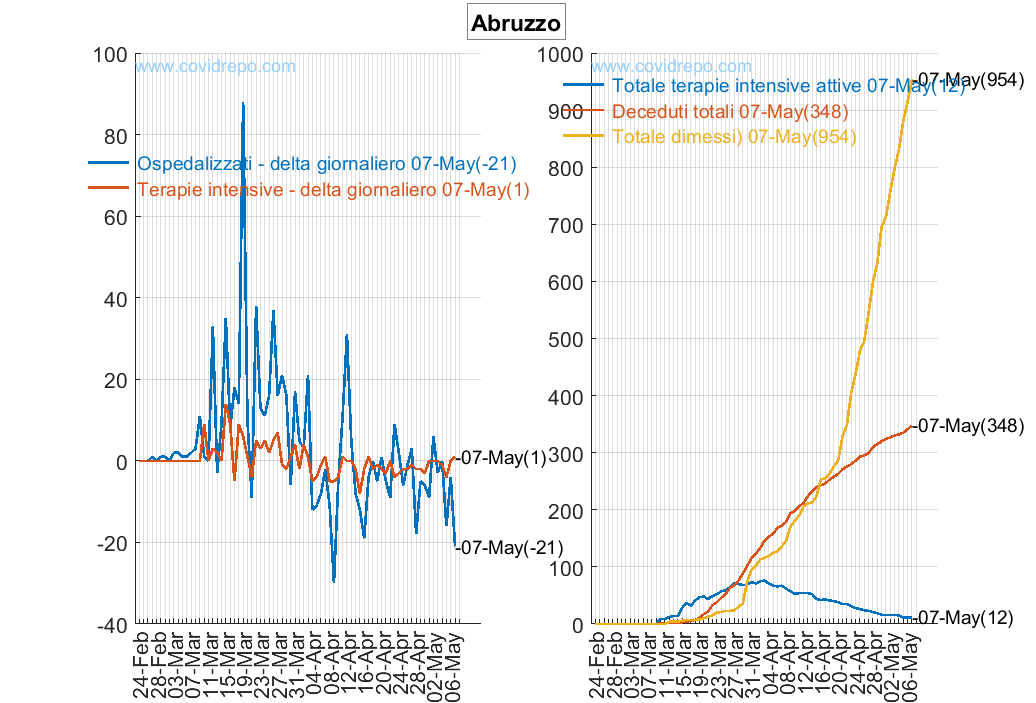 Abruzzo
100
80
60
40
20
0
-20
-40
www.covidrepo.com
Ospedalizzati - delta giornaliero 07-May(-21)
Terapie intensive - delta giornaliero 07-May(1)
-07-May(1)
-07-May(-21)
24-Feb
28-Feb
03-Mar
07-Mar
11-Mar
15-Mar
19-Mar
23-Mar
27-Mar
31-Mar
04-Apr
08-Apr
12-Apr
16-Apr
20-Apr
24-Apr
28-Apr
02-May
06-May
1000
900
800
700
600
500
400
300
200
100
0
www.covidrepo.com
Totale terapie intensive attive 07-May(12)
Deceduti totali 07-May(348)
Totale dimessi) 07-May(954)
-07-May(954)
-07-May(348)
-07-May(12)
24-Feb
28-Feb
03-Mar
07-Mar
11-Mar
15-Mar
19-Mar
23-Mar
27-Mar
31-Mar
04-Apr
08-Apr
12-Apr
16-Apr
20-Apr
24-Apr
28-Apr
02-May
06-May